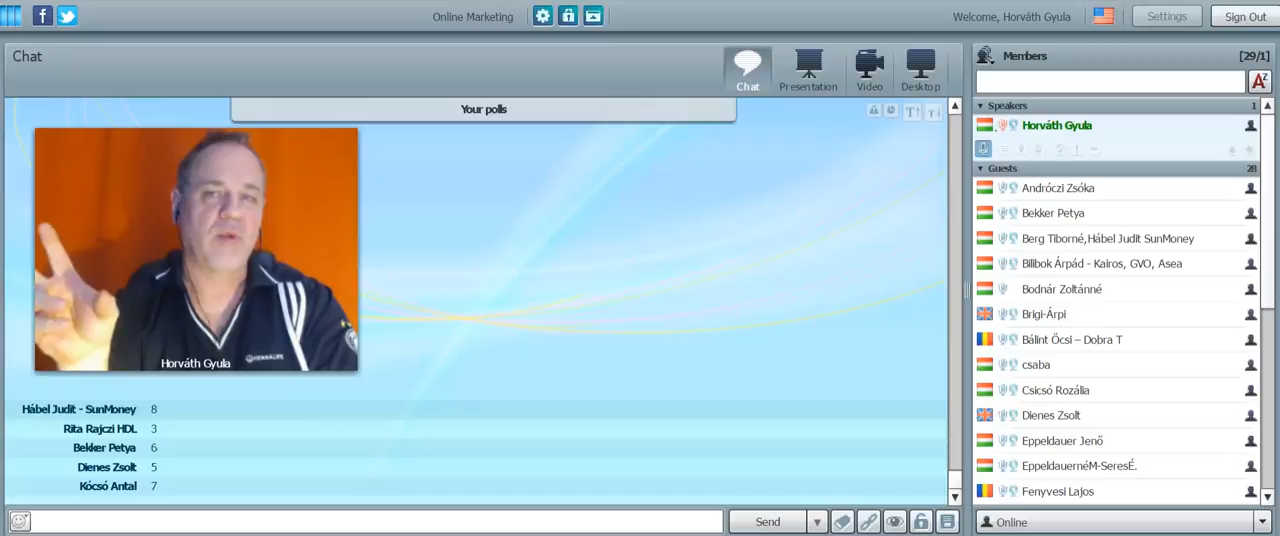 Online Marketing
Welcome, Horváth Gyula
Settings
Sign Out
Chat
Chat
Presentation
Video
Desktop
Your polls
Horváth Gyula
HERBALIFE
Hábel Judit - SunMoney 8
Rita Rajczi HDL 3
Bekker Petya 6
Dienes Zsolt 5
Kócsó Antal 7
Send
Members [29/1]
Speakers 1
Horváth Gyula
Guests 28
Andróczi Zsóka
Bekker Petya
Berg Tiborné,Hábel Judit SunMoney
Bilibok Árpád - Kairos, GVO, Asea
Bodnár Zoltánné
Brigi-Árpi
Bálint Öcsi – Dobra T
csaba
Csicsó Rozália
Dienes Zsolt
Eppeldauer Jenő
EppeldauernéM-SeresÉ.
Fenyvesi Lajos
Online